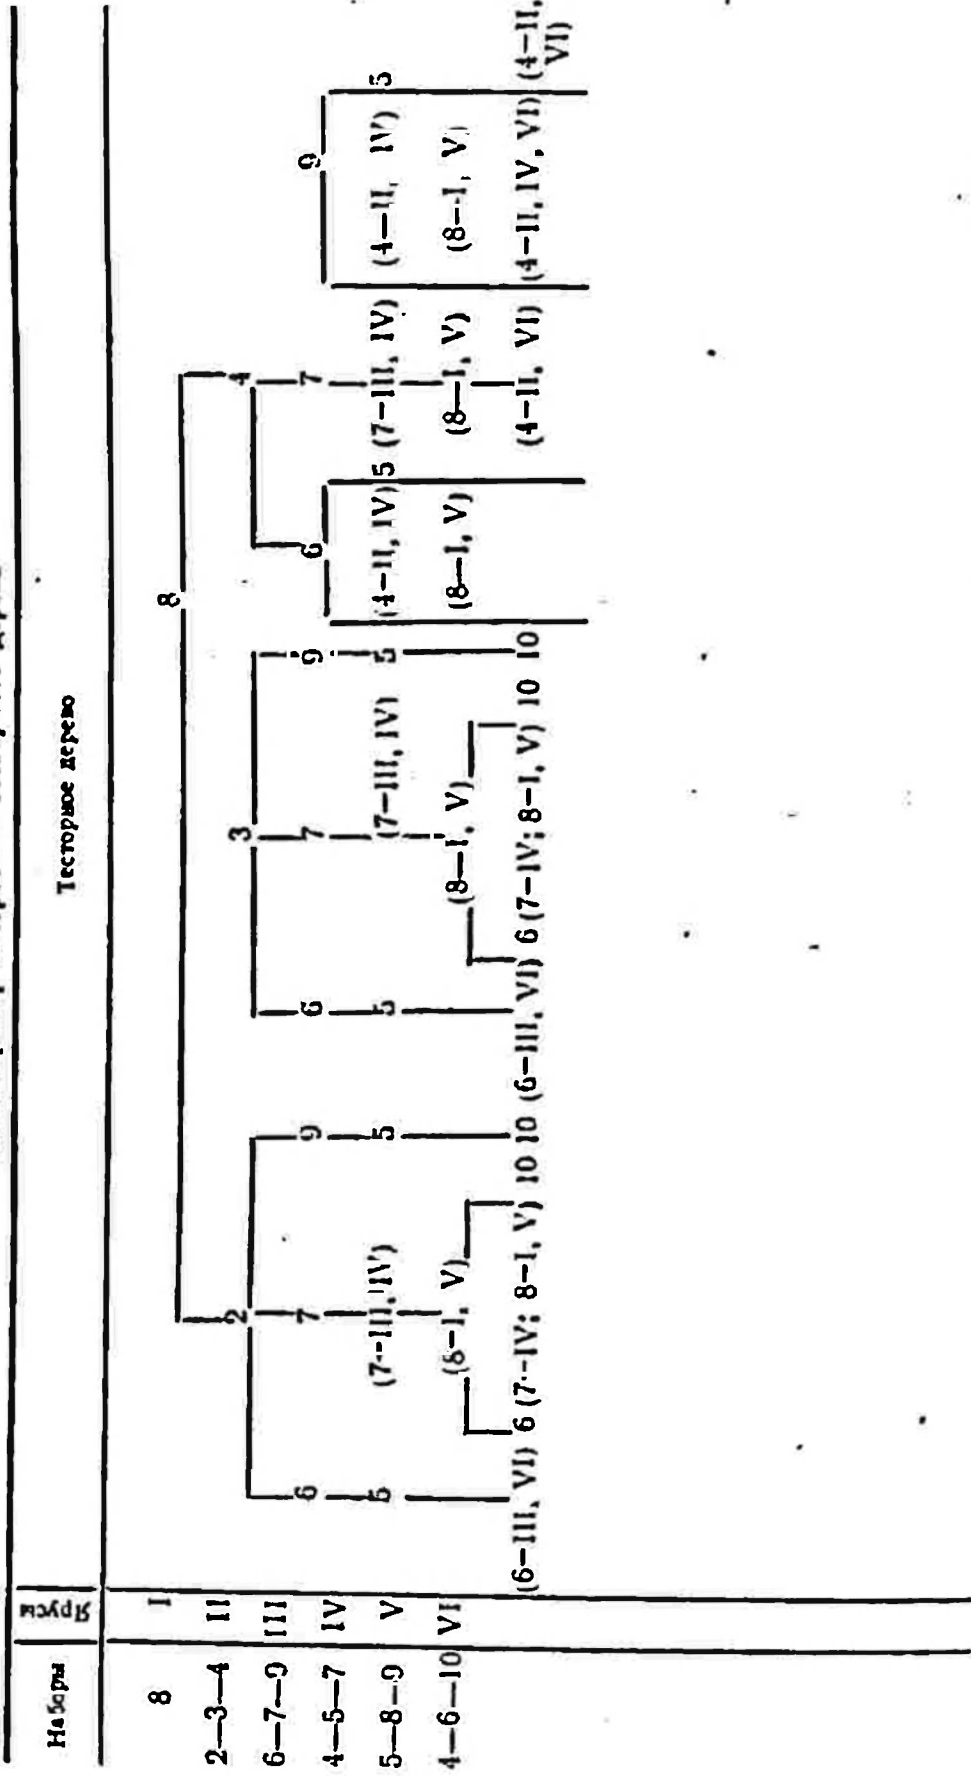 Тесторное дерево
Наборы Ярусы
8 I 8
2—3—4 II 2 3 4
6—7—9 III 6 7 9 6 7 9 6 7 9
4—5—7 IV 5 (7—III, IV) 5 5 (7—III, IV) 5 (4—II, IV) 5 (7—III, IV) (4—II, IV) 5
5—8—9 V (8—I, V) (8—I, V) (8—I, V) (8—I, V) (8—I, V)
4—6—10 VI (6—III, VI) 6 (7—IV; 8—I, V) 10 10 (6—III, VI) 6 (7—IV; 8—I, V) 10 10 (4—II, VI) (4—II, IV, VI) (4—II,
VI)